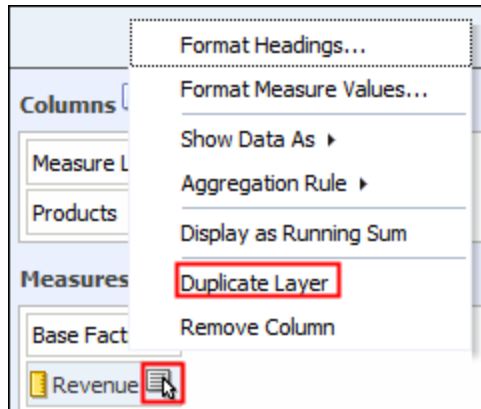 Format Headings...
Format Measure Values...
Columns
Show Data As
Measure L
Aggregation Rule
Products
Display as Running Sum
Measures
Duplicate Layer
Base Fact
Remove Column
Revenue